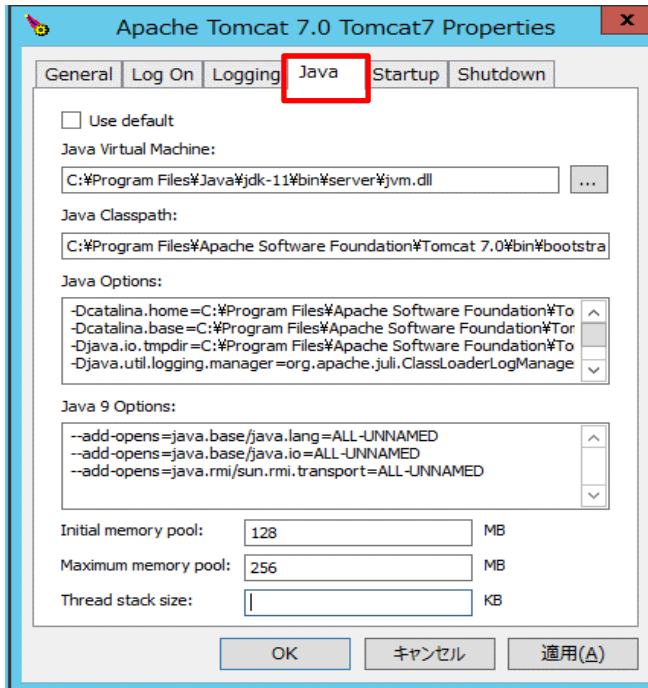 Apache Tomcat 7.0 Tomcat7 Properties
x
General Log On Logging Java Startup Shutdown
Use default
Java Virtual Machine:
C:¥Program Files¥Java¥jdk-11¥bin¥server¥jvm.dll
...
Java Classpath:
C:¥Program Files¥Apache Software Foundation¥Tomcat 7.0¥bin¥bootstra
Java Options:
-Dcatalina.home=C:¥Program Files¥Apache Software Foundation¥To
-Dcatalina.base=C:¥Program Files¥Apache Software Foundation¥Tom
-Djava.io.tmpdir=C:¥Program Files¥Apache Software Foundation¥To
-Djava.util.logging.manager=org.apache.juli.ClassLoaderLogManage
Java 9 Options:
--add-opens=java.base/java.lang=ALL-UNNAMED
--add-opens=java.base/java.io=ALL-UNNAMED
--add-opens=java.rmi/sun.rmi.transport=ALL-UNNAMED
Initial memory pool: 128 MB
Maximum memory pool: 256 MB
Thread stack size: KB
OK キャンセル 適用(A)